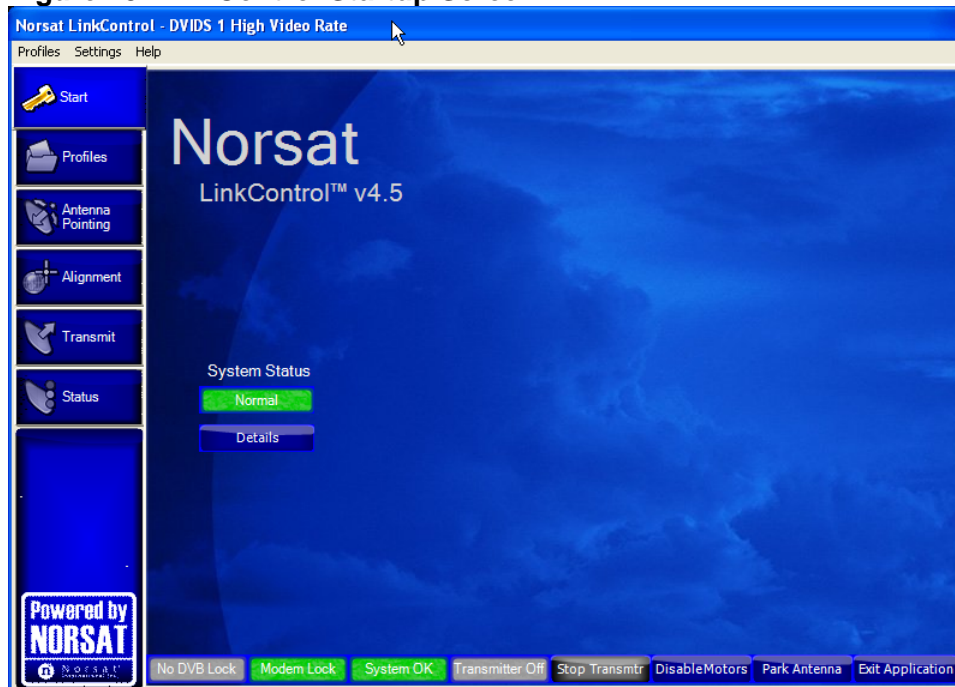 Norsat LinkControl - DVIDS 1 High Video Rate
Profiles Settings Help
Start
Profiles
Antenna
Pointing
Alignment
Transmit
Status
Norsat
LinkControl™ v4.5
System Status
Normal
Details
Powered by
NORSAT
Norsat
No DVB Lock Modem Lock System OK Transmitter Off Stop Transmtr DisableMotors Park Antenna Exit Application